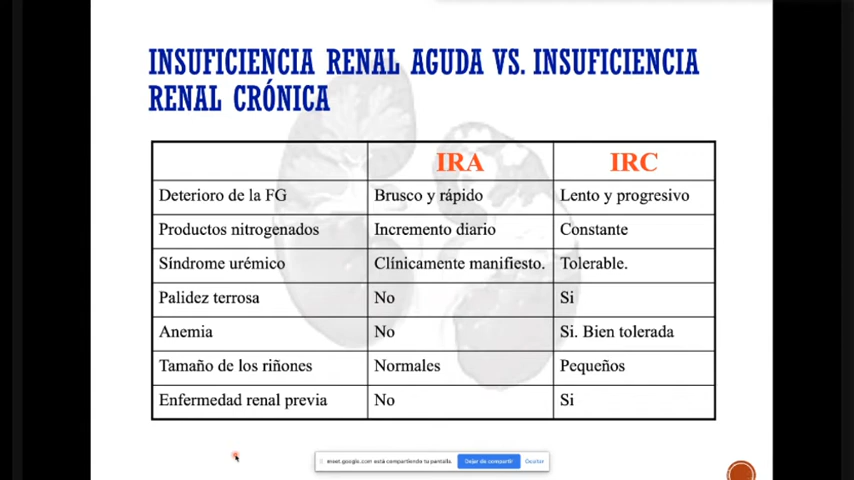 INSUFICIENCIA RENAL AGUDA VS. INSUFICIENCIA
RENAL CRÓNICA
IRA IRC
Deterioro de la FG Brusco y rápido Lento y progresivo
Productos nitrogenados Incremento diario Constante
Síndrome urémico Clínicamente manifiesto. Tolerable.
Palidez terrosa No Si
Anemia No Si. Bien tolerada
Tamaño de los riñones Normales Pequeños
Enfermedad renal previa No Si
meet.google.com está compartiendo tu pantalla. Dejar de compartir Ocultar